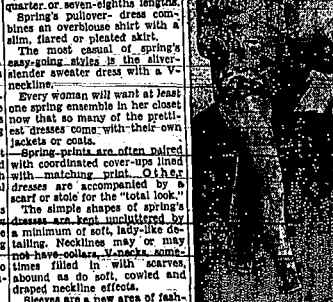 quarter or seven-eighths lengths.
Spring's pullover- dress com-
bines an overblouse shirt with a
slim, flared or pleated skirt.
The most casual of spring's
easy-going styles is the sliver-
slender sweater dress with a V-
neckline.
Every woman will want at least
one spring ensemble in her closet
now that so many of the pretti-
est dresses come with their own
jackets or coats.
Spring prints are often paired
with coordinated cover-ups lined
with matching print. Other
dresses are accompanied by a
scarf or stole for the "total look."
The simple shapes of spring's
dresses are kept uncluttered by
a minimum of soft, lady-like de-
tailing. Necklines may or may
not have collars, V-necks, some-
times filled in with scarves,
abound as do soft, cowled and
draped neckline effects.
Sleeves are a new area of fash-